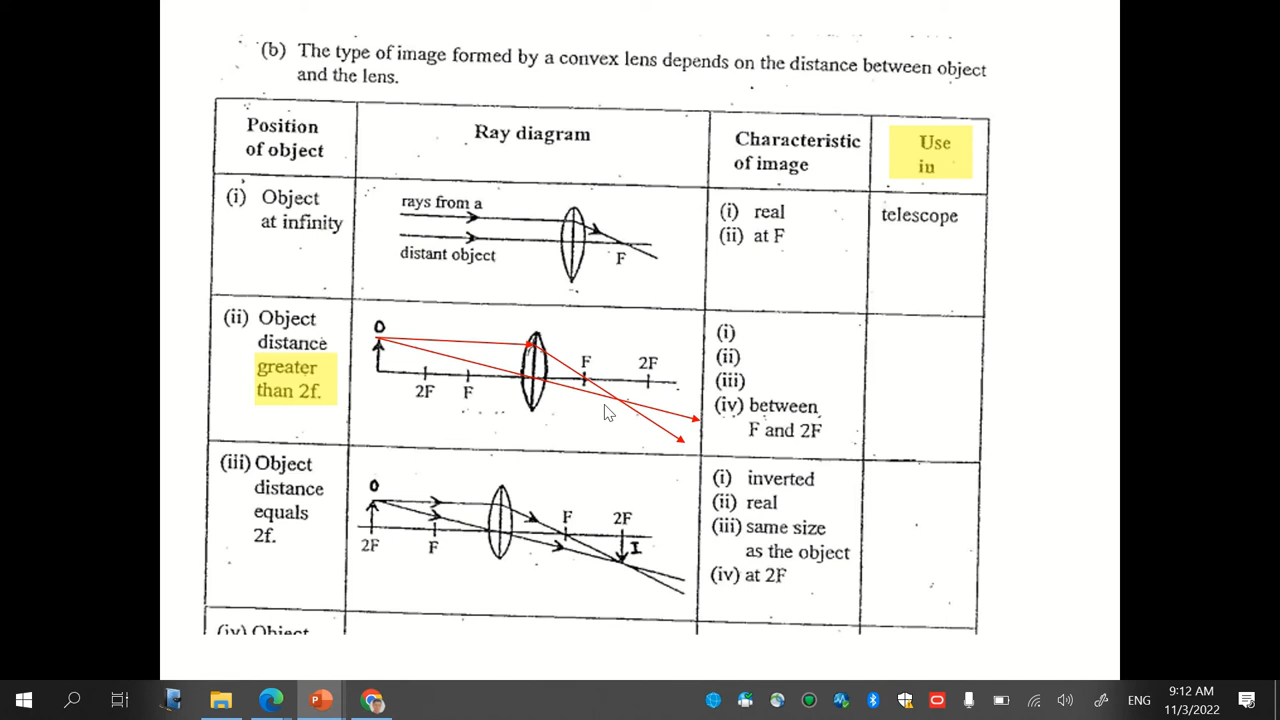 (b) The type of image formed by a convex lens depends on the distance between object
and the lens.
Position
of object
Ray diagram
Characteristic
of image
Use
in
(i) Object
at infinity
rays from a
distant object
F
(i) real
(ii) at F
telescope
(ii) Object
distance
greater
than 2f.
O
2F
F
F
2F
(i)
(ii)
(iii)
(iv) between
F and 2F
(iii) Object
distance
equals
2f.
O
2F
F
F
2F
I
(i) inverted
(ii) real
(iii) same size
as the object
(iv) at 2F
(iv) Object
ENG
9:12 AM
11/3/2022